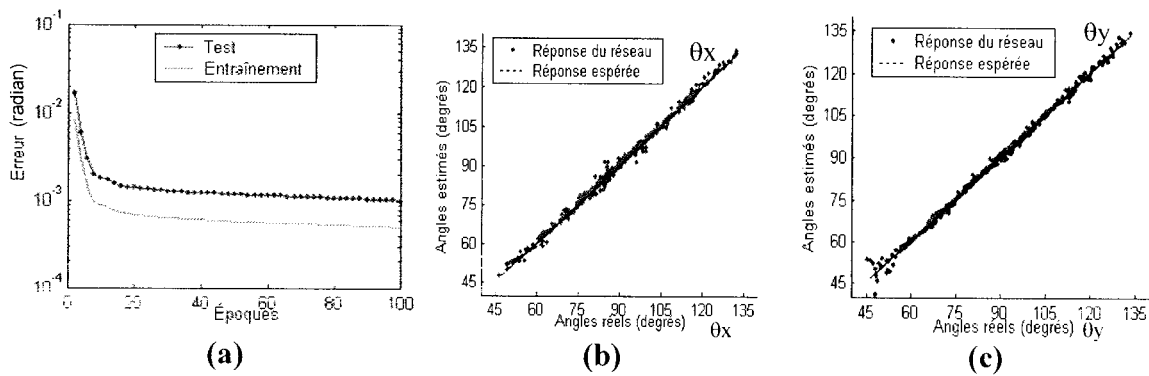 10⁻¹
Test
Entraînement
10⁻²
10⁻³
10⁻⁴
Erreur (radian)
0 20 40 60 80 100
Époques
(a)
135
120
105
90
75
60
45
Angles estimés (degrés)
Réponse du réseau
Réponse espérée
θx
45 60 75 90 105 120 135
Angles réels (degrés) θx
(b)
135
120
105
90
75
60
45
Angles estimés (degrés)
Réponse du réseau
Réponse espérée
θy
45 60 75 90 105 120 135
Angles réels (degrés) θy
(c)